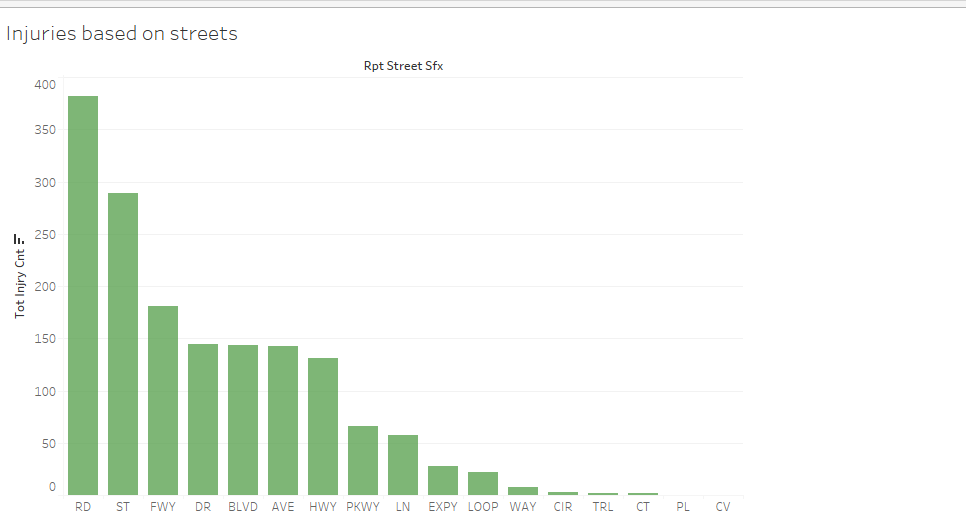 Injuries based on streets
Rpt Street Sfx
400
350
300
250
200
150
100
50
0
Tot Injry Cnt
RD ST FWY DR BLVD AVE HWY PKWY LN EXPY LOOP WAY CIR TRL CT PL CV